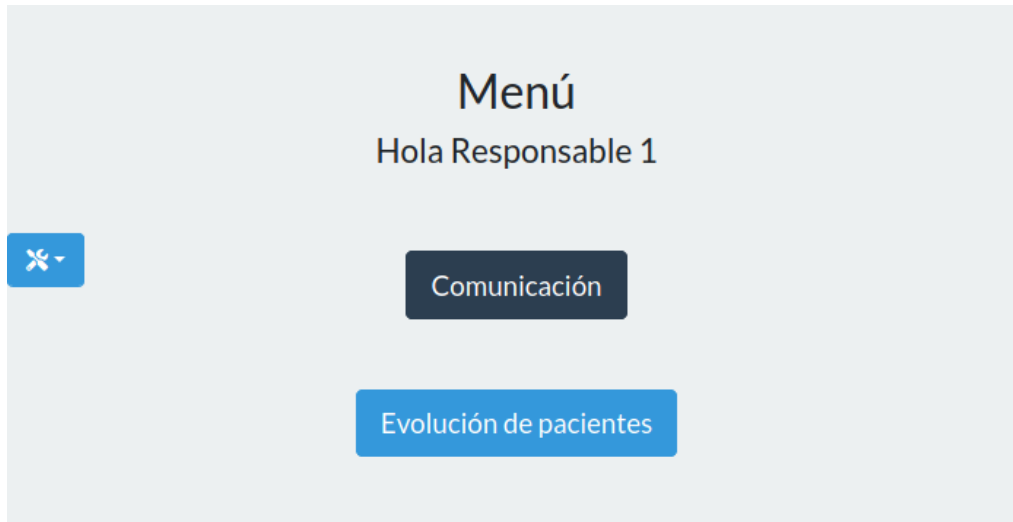 Menú
Hola Responsable 1
Comunicación
Evolución de pacientes